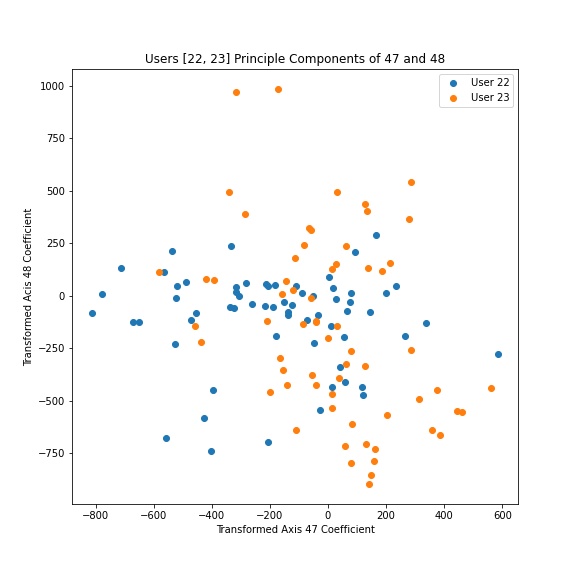 Users [22, 23] Principle Components of 47 and 48
User 22
User 23
1000
750
500
250
0
−250
−500
−750
Transformed Acis 48 Coefficient
−800 −600 −400 −200 0 200 400 600
Transformed Axis 47 Coefficient